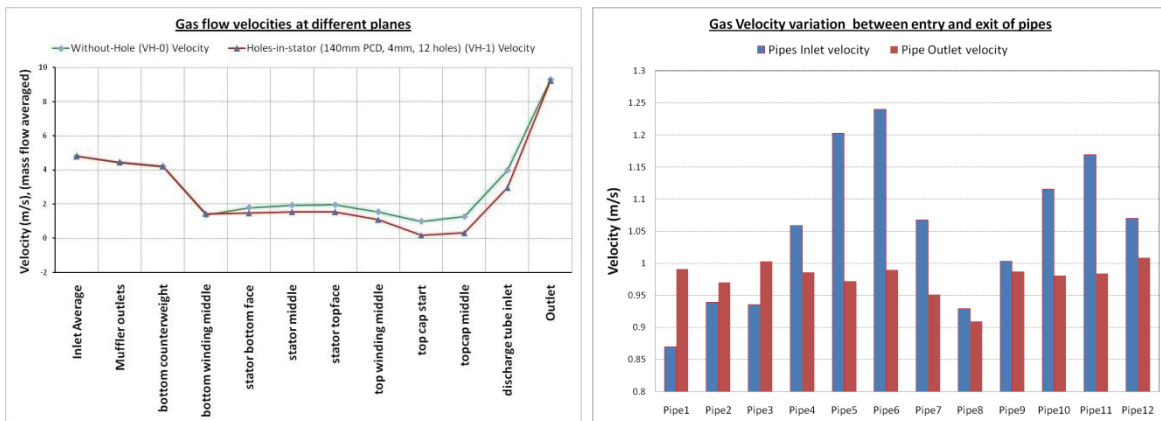 Gas flow velocities at different planes
Without-Hole (VH-0) Velocity
Holes-in-stator (140mm PCD, 4mm, 12 holes) (VH-1) Velocity
Velocity (m/s), (mass flow averaged)
10
8
6
4
2
0
-2
Inlet Average
Muffler outlets
bottom counterweight
bottom winding middle
stator bottom face
stator middle
stator topface
top winding middle
top cap start
topcap middle
discharge tube inlet
Outlet
Gas Velocity variation between entry and exit of pipes
Pipes Inlet velocity
Pipe Outlet velocity
Velocity (m/s)
1.3
1.25
1.2
1.15
1.1
1.05
1
0.95
0.9
0.85
0.8
Pipe1 Pipe2 Pipe3 Pipe4 Pipe5 Pipe6 Pipe7 Pipe8 Pipe9 Pipe10 Pipe11 Pipe12